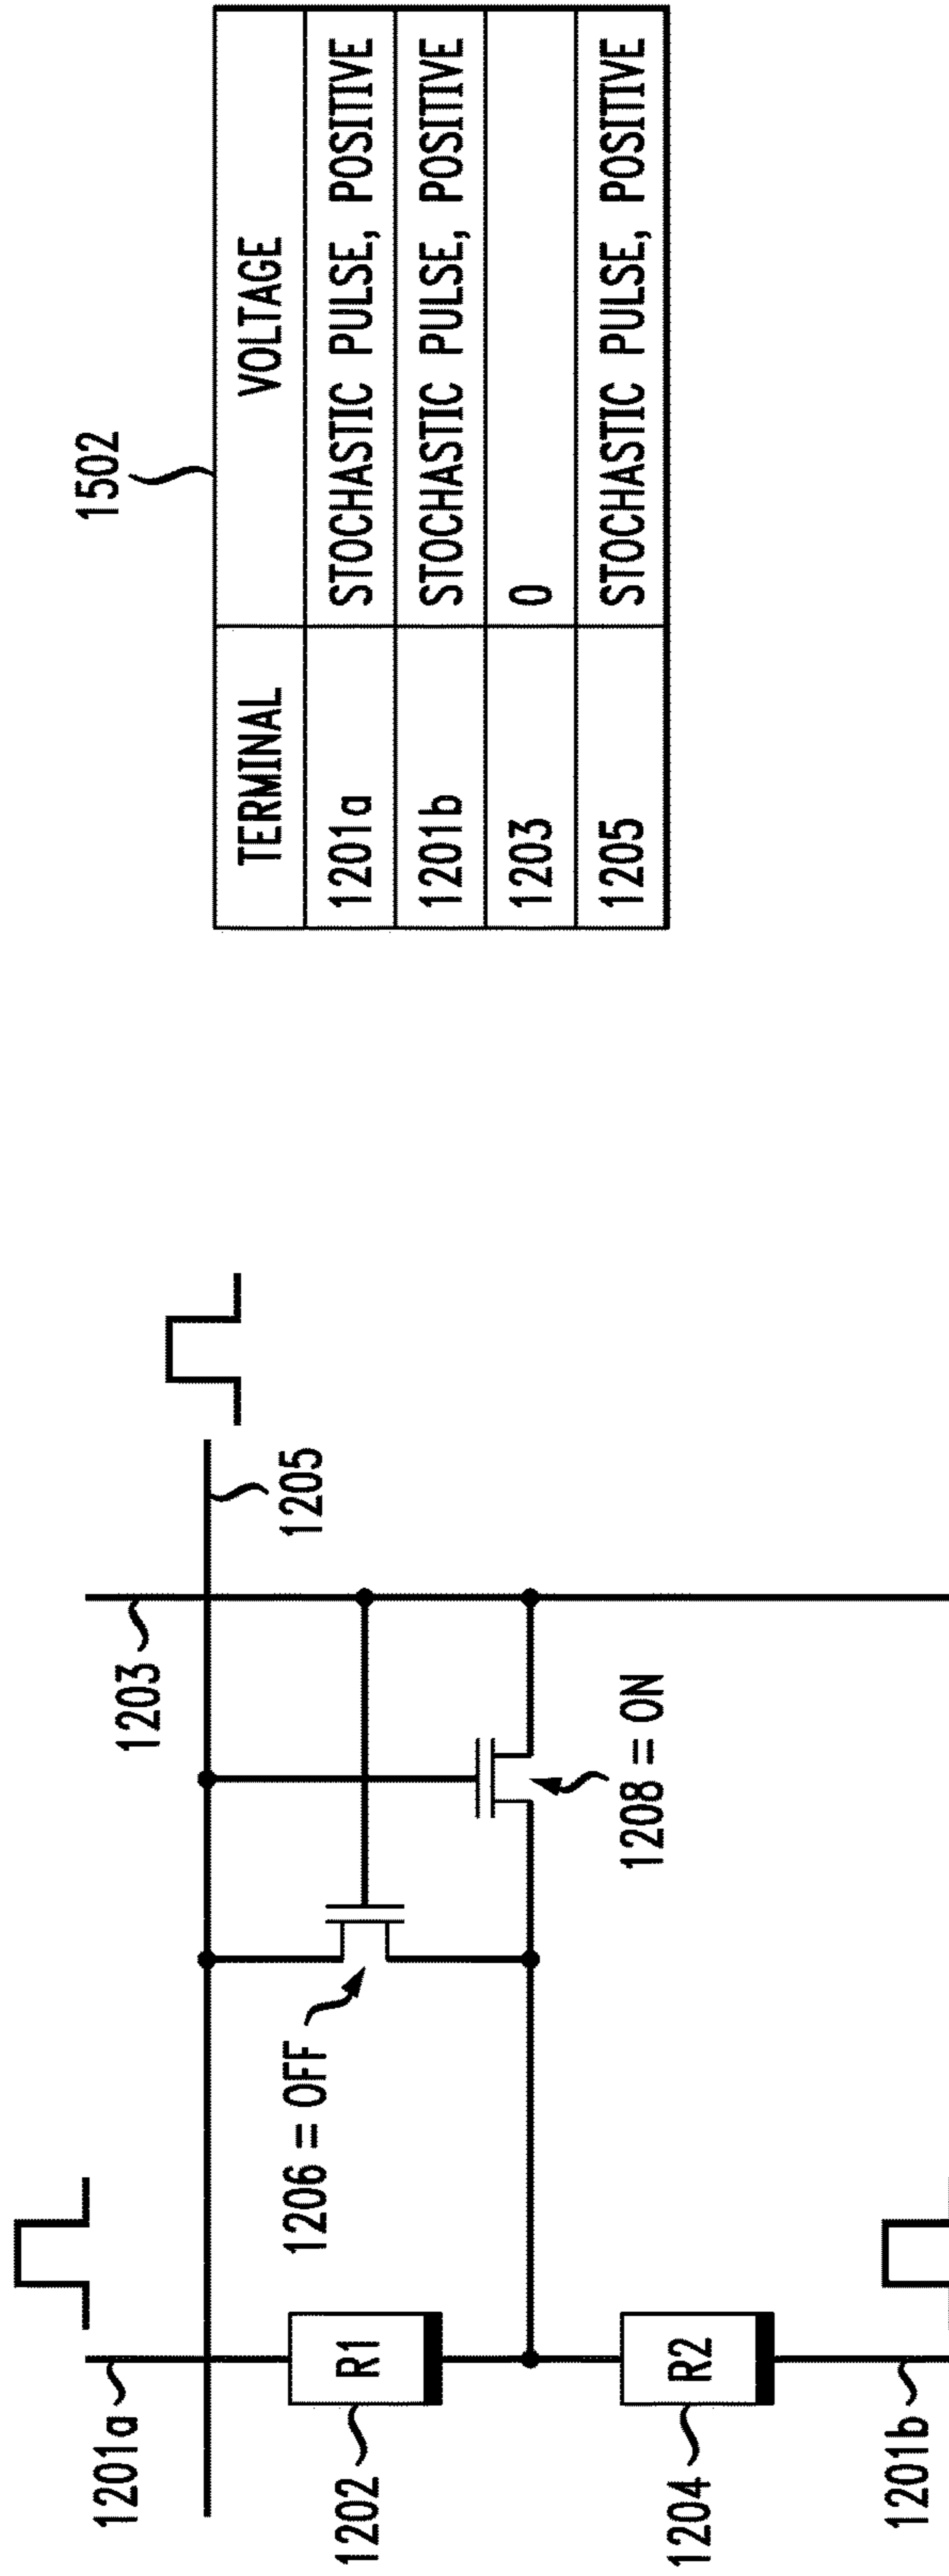 1201a
1202
R1
1204
R2
1201b
1206 = OFF
1208 = ON
1203
1205
1502
TERMINAL VOLTAGE
1201a STOCHASTIC PULSE, POSITIVE
1201b STOCHASTIC PULSE, POSITIVE
1203 0
1205 STOCHASTIC PULSE, POSITIVE